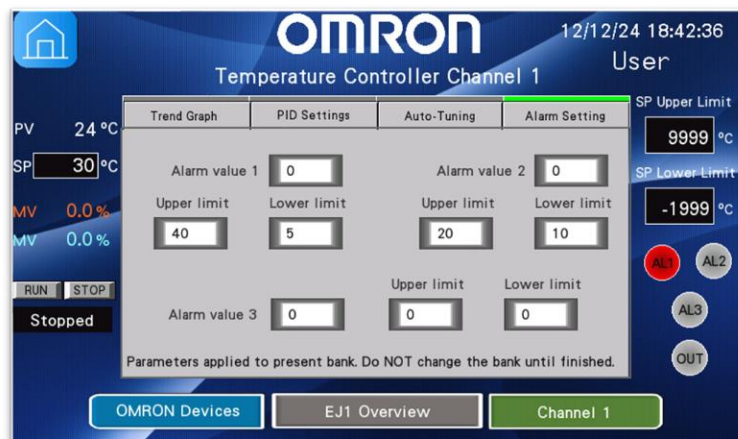 OMRON
12/12/24 18:42:36
User
Temperature Controller Channel 1
Trend Graph
PID Settings
Auto-Tuning
Alarm Setting
PV 24 °C
SP 30 °C
MV 0.0 %
MV 0.0 %
RUN STOP
Stopped
Alarm value 1 0
Alarm value 2 0
Upper limit Lower limit
40 5
Upper limit Lower limit
20 10
Upper limit Lower limit
Alarm value 3 0 0 0
Parameters applied to present bank. Do NOT change the bank until finished.
SP Upper Limit
9999 °C
SP Lower Limit
-1999 °C
AL1 AL2
AL3
OUT
OMRON Devices
EJ1 Overview
Channel 1